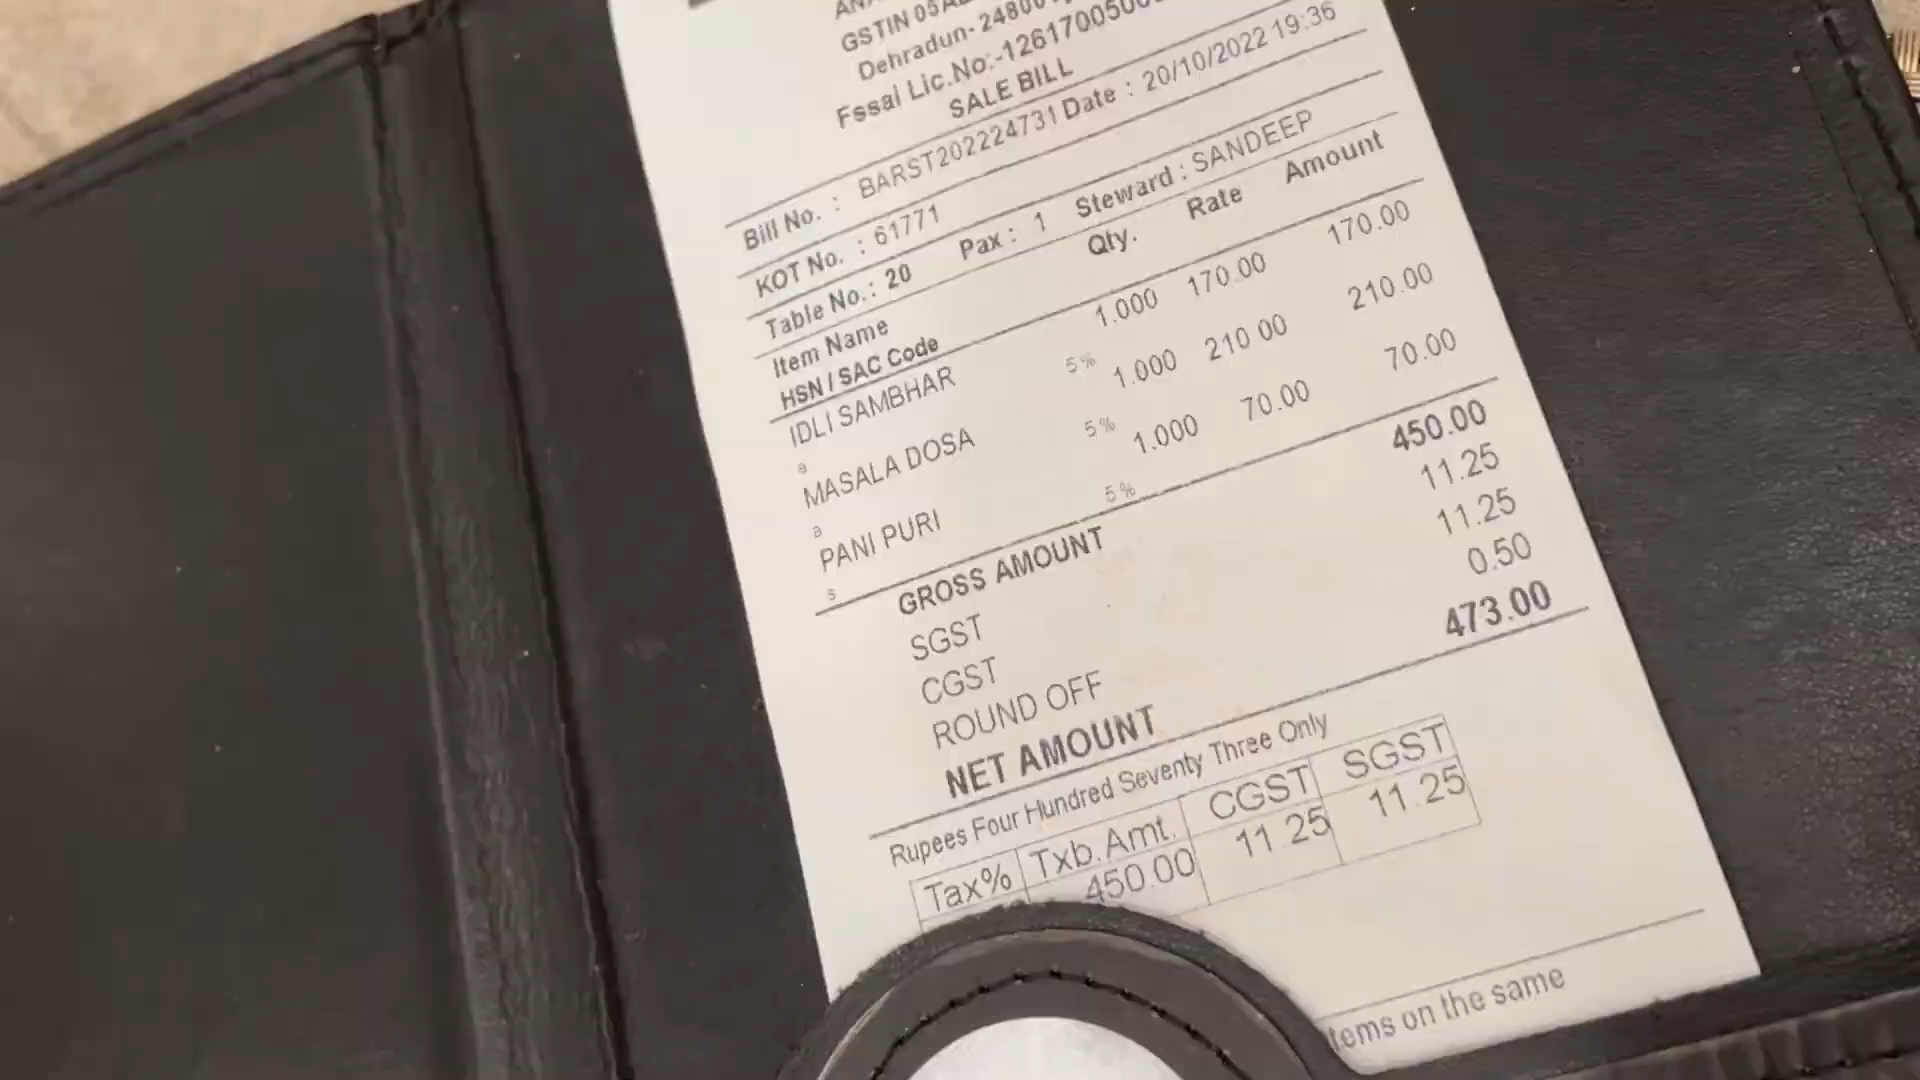 GSTIN
Dehradun-
Fssal Lic.No:-
SALE BILL
Bill No. : BARST202224731 Date : 20/10/2022 19:36
KOT No. : 61771
Table No.: 20 Pax : 1 Steward : SANDEEP
Item Name Qty. Rate Amount
HSN / SAC Code
IDLI SAMBHAR 1.000 170.00 170.00
5%
MASALA DOSA 1.000 210 00 210.00
a 5%
PANI PURI 1.000 70.00 70.00
s 5%
GROSS AMOUNT 450.00
SGST 11.25
CGST 11.25
ROUND OFF 0.50
NET AMOUNT 473.00
Rupees Four Hundred Seventy Three Only
Tax% Txb.Amt. CGST SGST
450.00 11.25 11.25
on the same